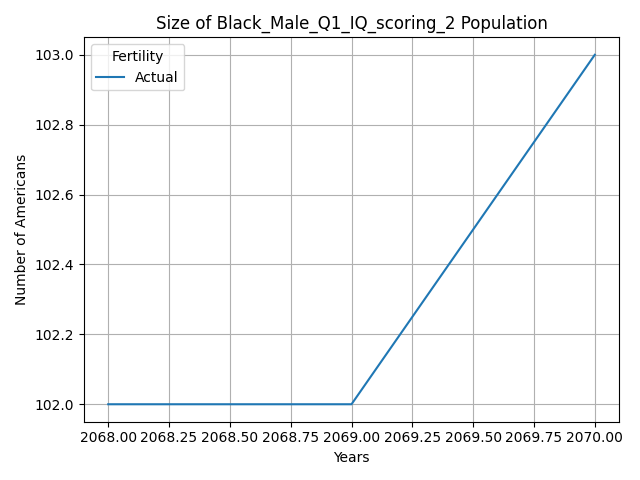 Size of Black_Male_Q1_IQ_scoring_2 Population
Fertility
Actual
103.0
102.8
102.6
102.4
102.2
102.0
Number of Americans
2068.00 2068.25 2068.50 2068.75 2069.00 2069.25 2069.50 2069.75 2070.00
Years